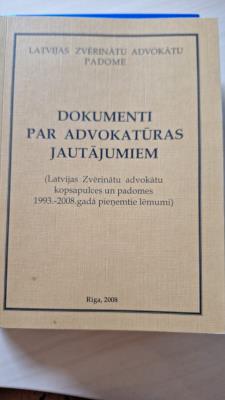 LATVIJAS ZVĒRINĀTU ADVOKĀTU
PADOME
DOKUMENTI
PAR ADVOKATŪRAS
JAUTĀJUMIEM
(Latvijas Zvērinātu advokātu
kopsapulces un padomes
1993.-2008.gadā pieņemtie lēmumi)
Rīga, 2008